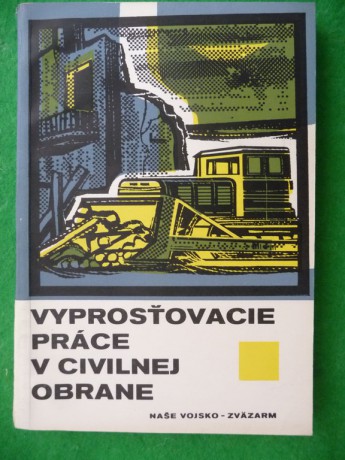 VYPROSŤOVACIE
PRÁCE
V CIVILNEJ
OBRANE
NAŠE VOJSKO - ZVÄZARM